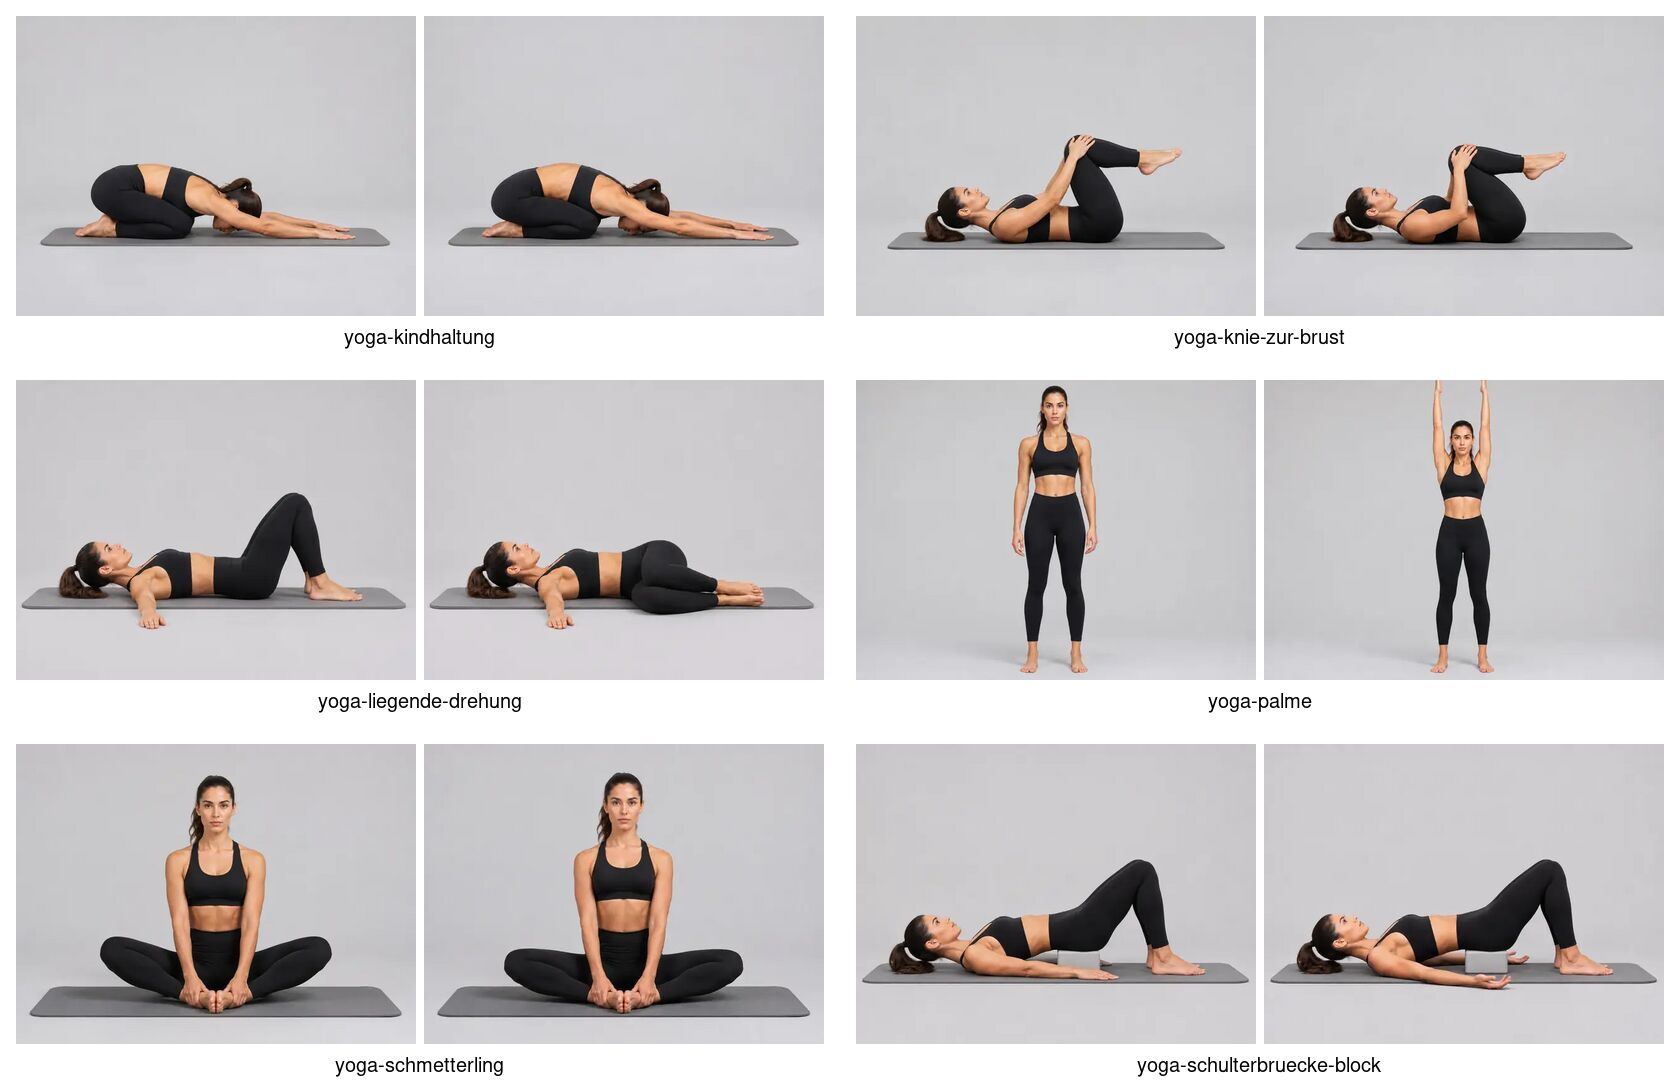 yoga-kindhaltung
yoga-knie-zur-brust
yoga-liegende-drehung
yoga-palme
yoga-schmetterling
yoga-schulterbruecke-block